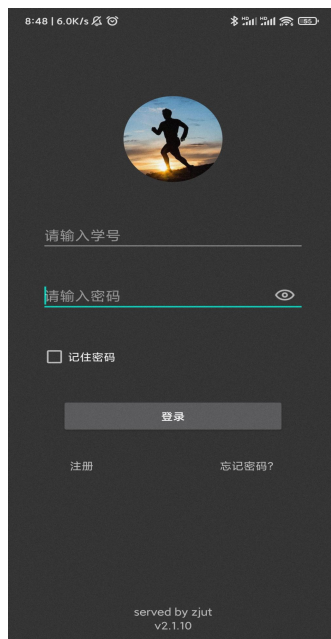 8:48 | 6.0K/s
请输入学号
请输入密码
记住密码
登录
注册 忘记密码?
served by zjut
v2.1.10